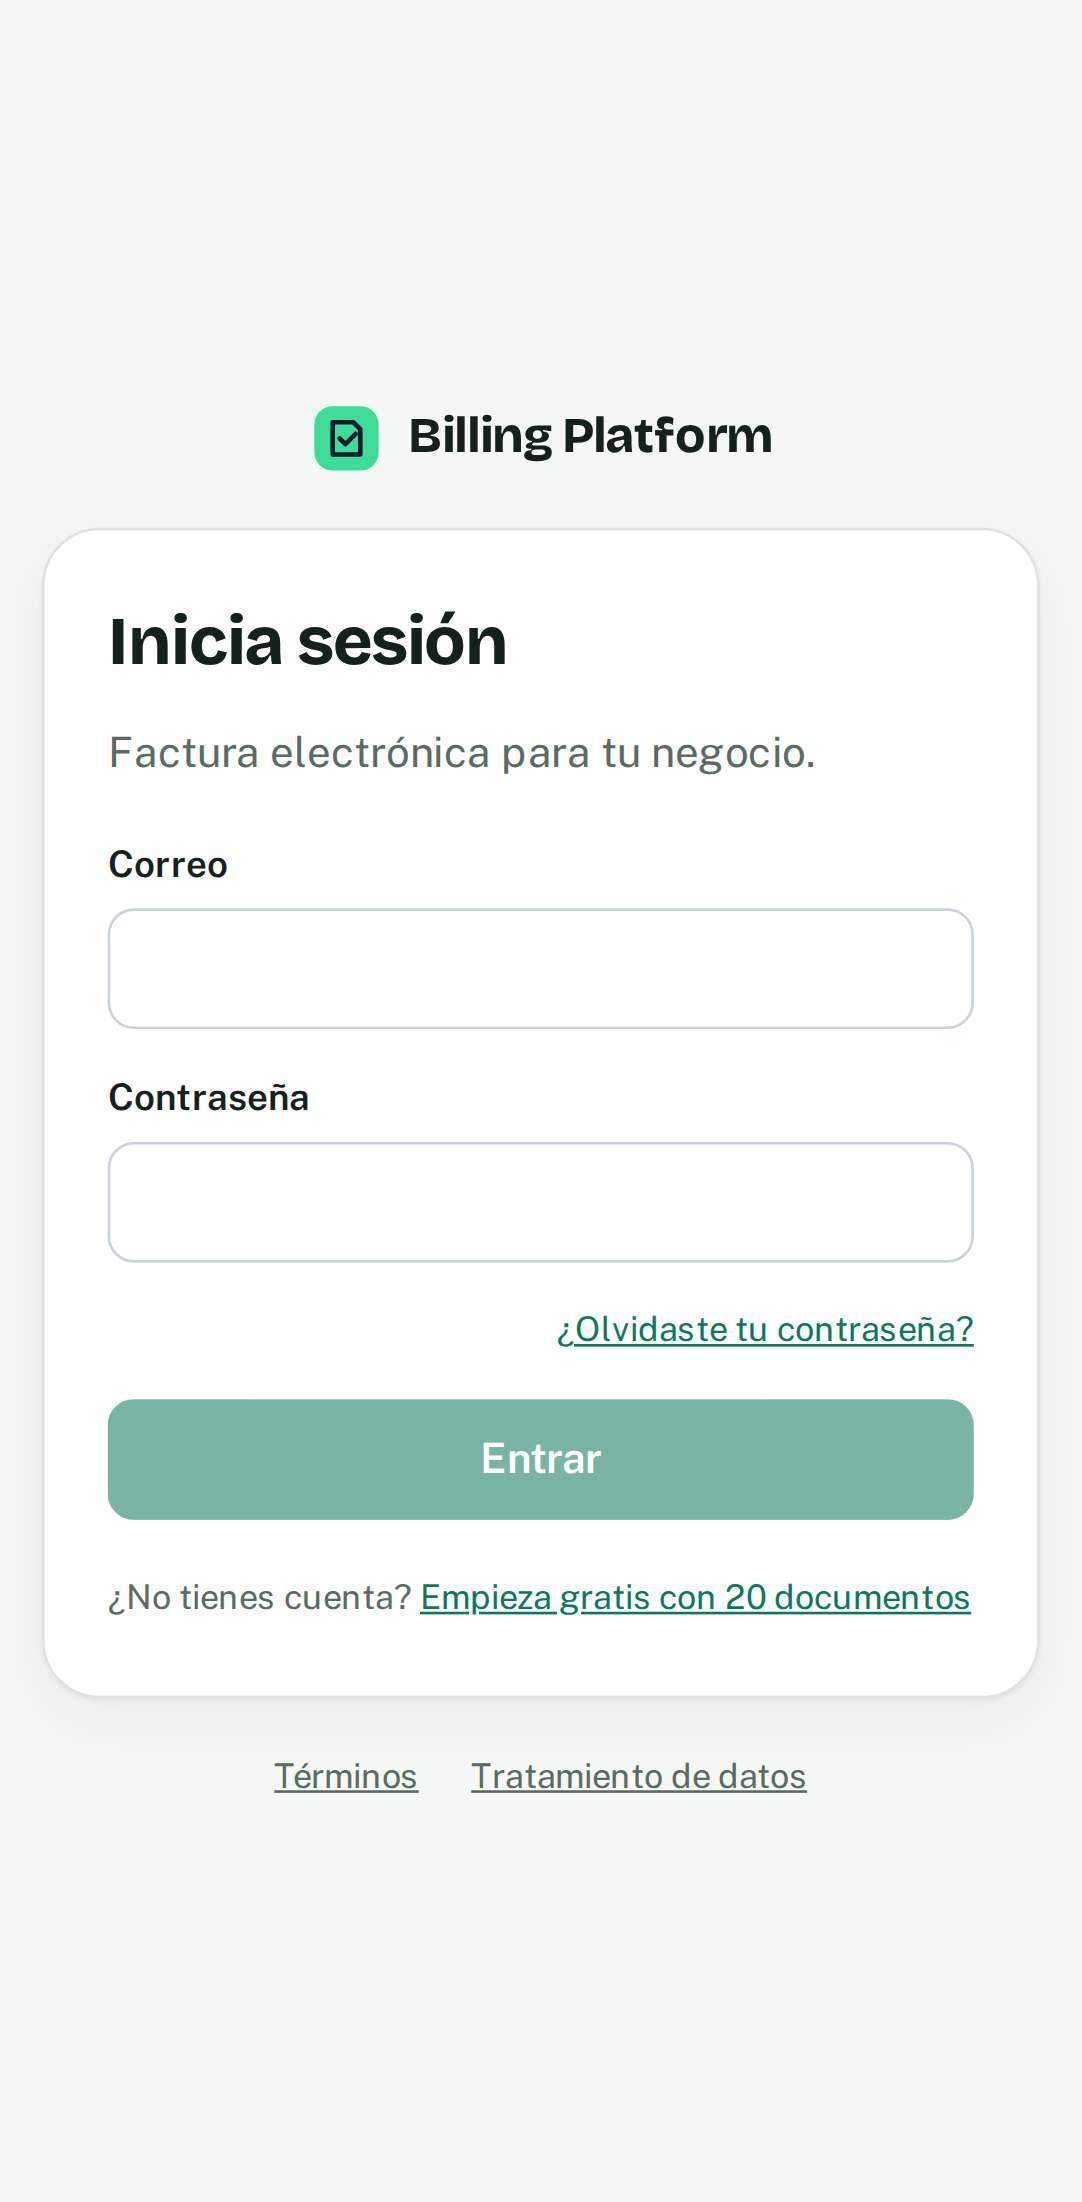 Billing Platform
Inicia sesión
Factura electrónica para tu negocio.
Correo
Contraseña
¿Olvidaste tu contraseña?
Entrar
¿No tienes cuenta? Empieza gratis con 20 documentos
Términos Tratamiento de datos